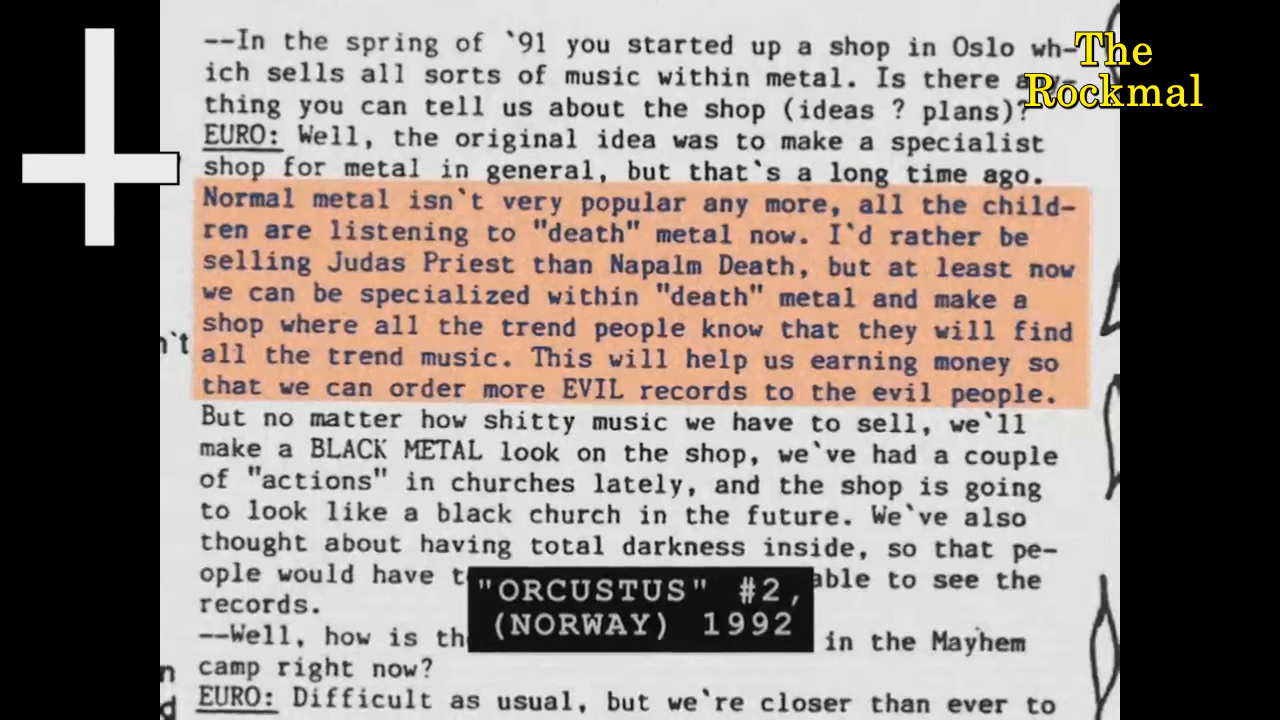 --In the spring of `91 you started up a shop in Oslo wh-
ich sells all sorts of music within metal. Is there
thing you can tell us about the shop (ideas ? plans)?
EURO: Well, the original idea was to make a specialist
shop for metal in general, but that`s a long time ago.
Normal metal isn`t very popular any more, all the child-
ren are listening to "death" metal now. I`d rather be
selling Judas Priest than Napalm Death, but at least now
we can be specialized within "death" metal and make a
shop where all the trend people know that they will find
all the trend music. This will help us earning money so
that we can order more EVIL records to the evil people.
But no matter how shitty music we have to sell, we`ll
make a BLACK METAL look on the shop, we`ve had a couple
of "actions" in churches lately, and the shop is going
to look like a black church in the future. We`ve also
thought about having total darkness inside, so that pe-
ople would have able to see the
records.
--Well, how is in the Mayhem
camp right now?
EURO: Difficult as usual, but we`re closer than ever to
The
Rockmal
"ORCUSTUS" #2,
(NORWAY) 1992